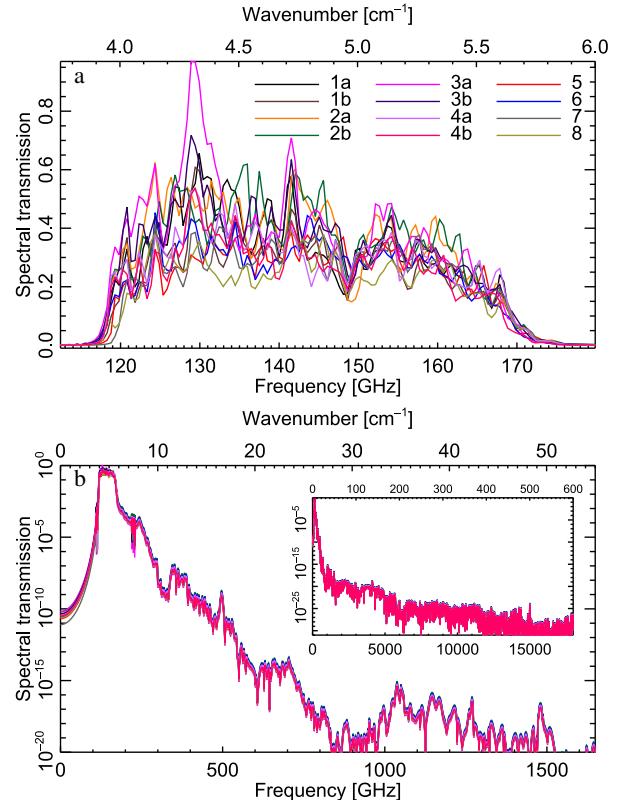 Wavenumber [cm⁻¹]
4.0 4.5 5.0 5.5 6.0
a
1a 3a 5
1b 3b 6
2a 4a 7
2b 4b 8
Spectral transmission
0.8
0.6
0.4
0.2
0.0
120 130 140 150 160 170
Frequency [GHz]
Wavenumber [cm⁻¹]
0 10 20 30 40 50
b
Spectral transmission
10⁰
10⁻⁵
10⁻¹⁰
10⁻¹⁵
10⁻²⁰
0 100 200 300 400 500 600
10⁻⁵
10⁻¹⁵
10⁻²⁵
0 5000 10000 15000
0 500 1000 1500
Frequency [GHz]